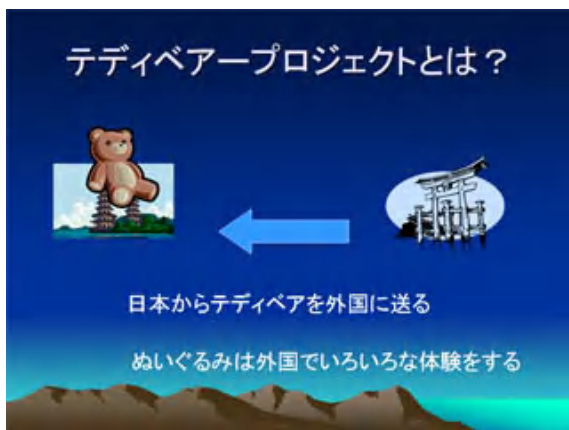 テディベアープロジェクトとは？
日本からテディベアを外国に送る
ぬいぐるみは外国でいろいろな体験をする